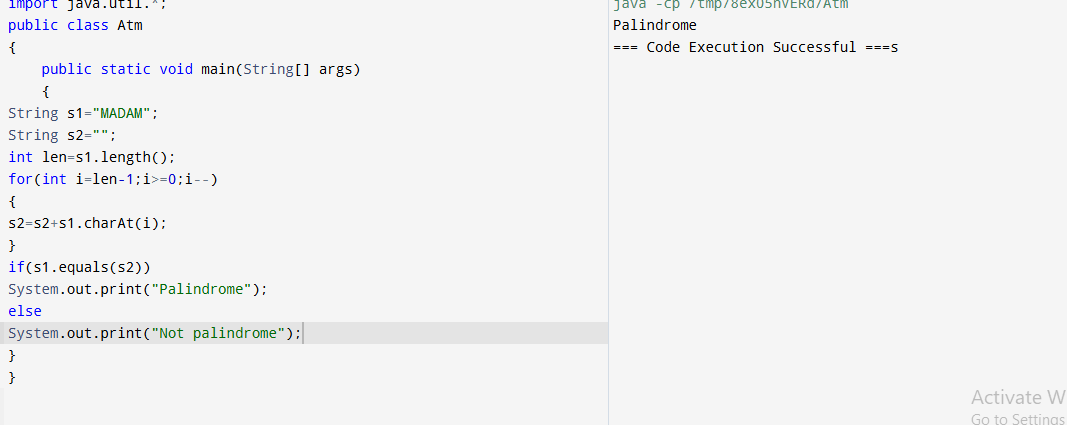 import java.util.*;
public class Atm
{
    public static void main(String[] args)
    {
String s1="MADAM";
String s2="";
int len=s1.length();
for(int i=len-1;i>=0;i--)
{
s2=s2+s1.charAt(i);
}
if(s1.equals(s2))
System.out.print("Palindrome");
else
System.out.print("Not palindrome");
}
}
java -cp /tmp/8exO5nVERd/Atm
Palindrome
=== Code Execution Successful ===s
Activate W
Go to Settings